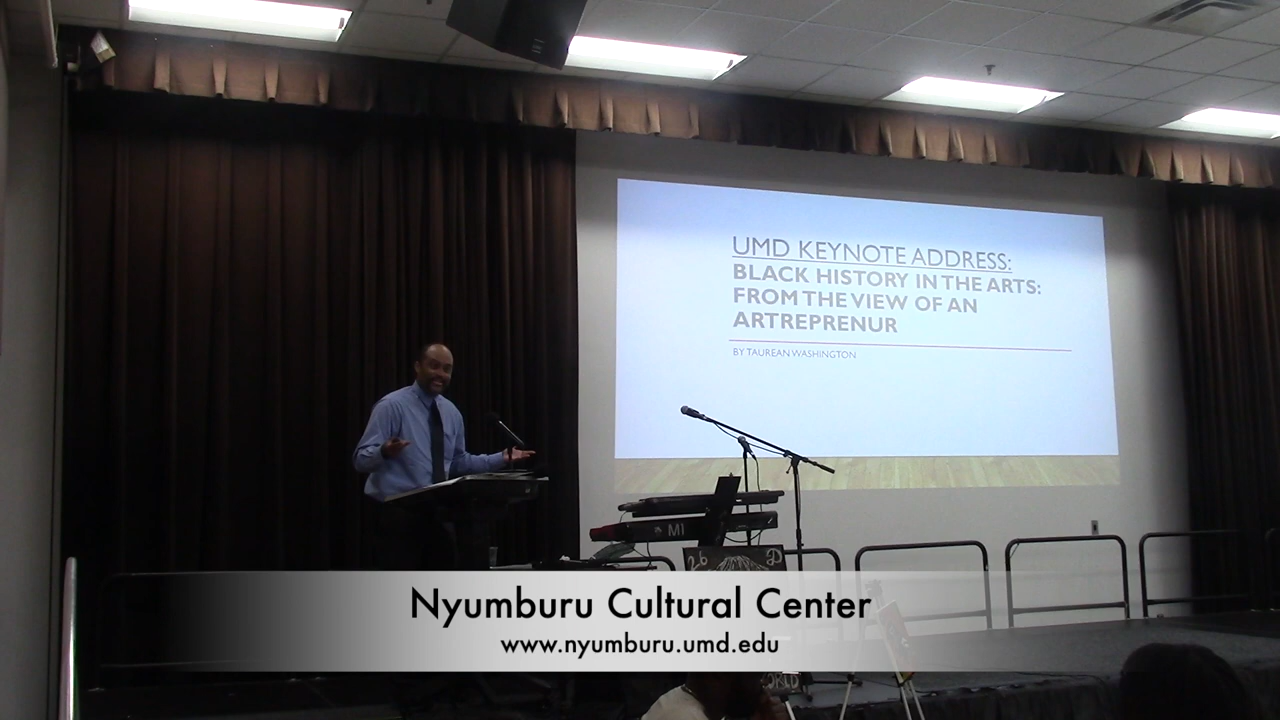 UMD KEYNOTE ADDRESS:
BLACK HISTORY IN THE ARTS:
FROM THE VIEW OF AN
ARTREPRENUR
BY TAUREAN WASHINGTON
M1
Nyumburu Cultural Center
www.nyumburu.umd.edu